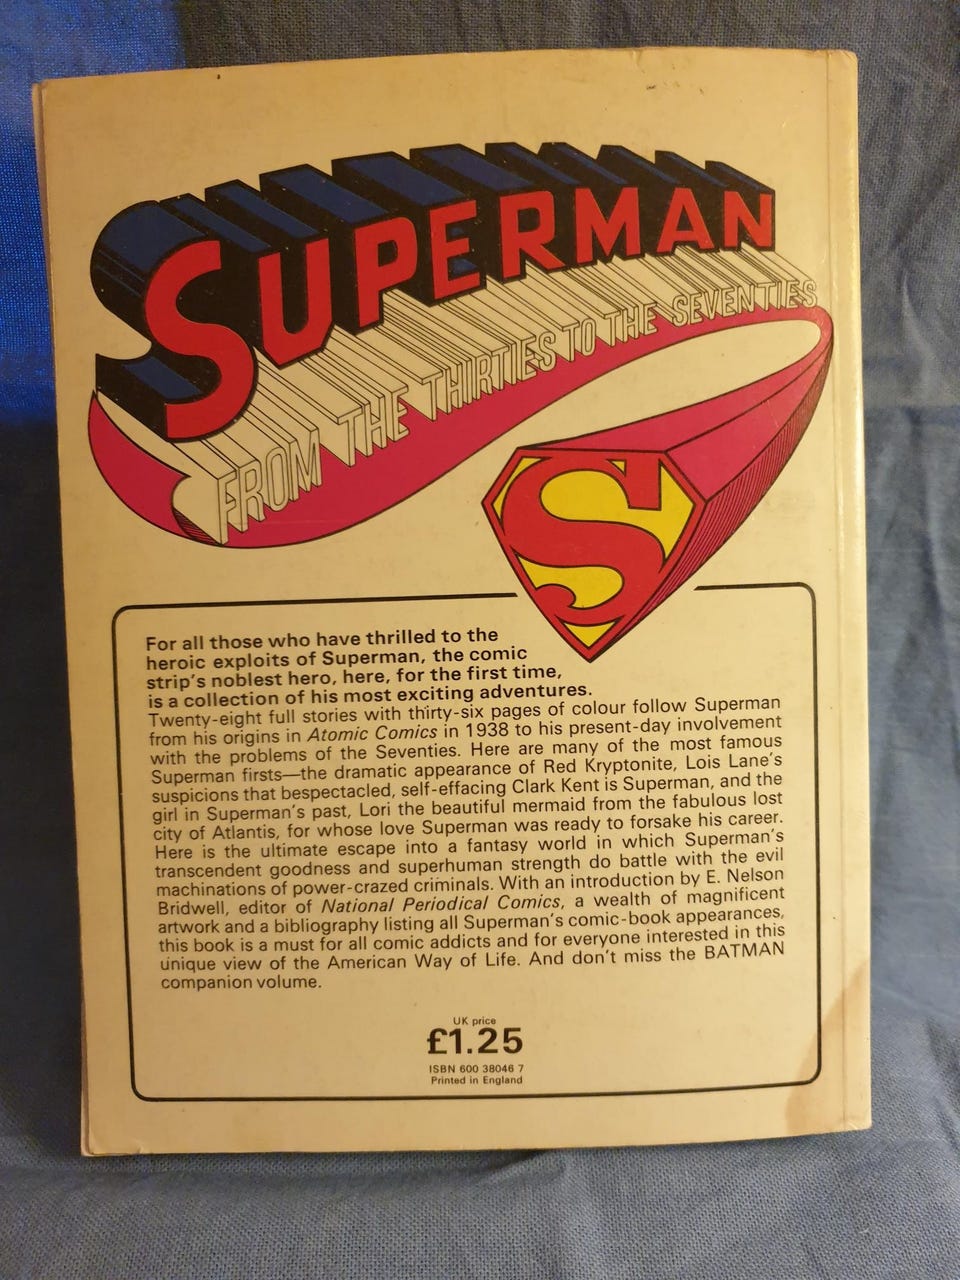 SUPERMAN
FROM THE THIRTIES TO THE SEVENTIES
S
For all those who have thrilled to the
heroic exploits of Superman, the comic
strip's noblest hero, here, for the first time,
is a collection of his most exciting adventures.
Twenty-eight full stories with thirty-six pages of colour follow Superman
from his origins in Atomic Comics in 1938 to his present-day involvement
with the problems of the Seventies. Here are many of the most famous
Superman firsts—the dramatic appearance of Red Kryptonite, Lois Lane's
suspicions that bespectacled, self-effacing Clark Kent is Superman, and the
girl in Superman's past, Lori the beautiful mermaid from the fabulous lost
city of Atlantis, for whose love Superman was ready to forsake his career.
Here is the ultimate escape into a fantasy world in which Superman's
transcendent goodness and superhuman strength do battle with the evil
machinations of power-crazed criminals. With an introduction by E. Nelson
Bridwell, editor of National Periodical Comics, a wealth of magnificent
artwork and a bibliography listing all Superman's comic-book appearances,
this book is a must for all comic addicts and for everyone interested in this
unique view of the American Way of Life. And don't miss the BATMAN
companion volume.
UK price
£1.25
ISBN 600 38046 7
Printed in England